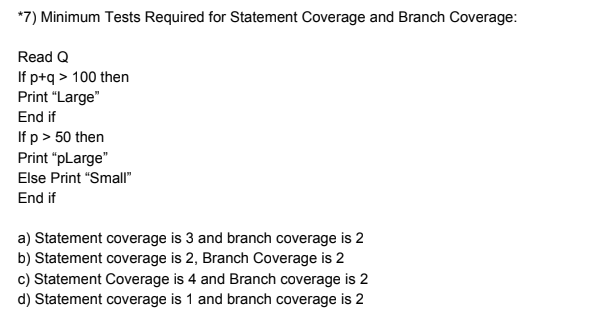 *7) Minimum Tests Required for Statement Coverage and Branch Coverage:
Read Q
If p+q > 100 then
Print “Large”
End if
If p > 50 then
Print “pLarge”
Else Print “Small”
End if
a) Statement coverage is 3 and branch coverage is 2
b) Statement coverage is 2, Branch Coverage is 2
c) Statement Coverage is 4 and Branch coverage is 2
d) Statement coverage is 1 and branch coverage is 2